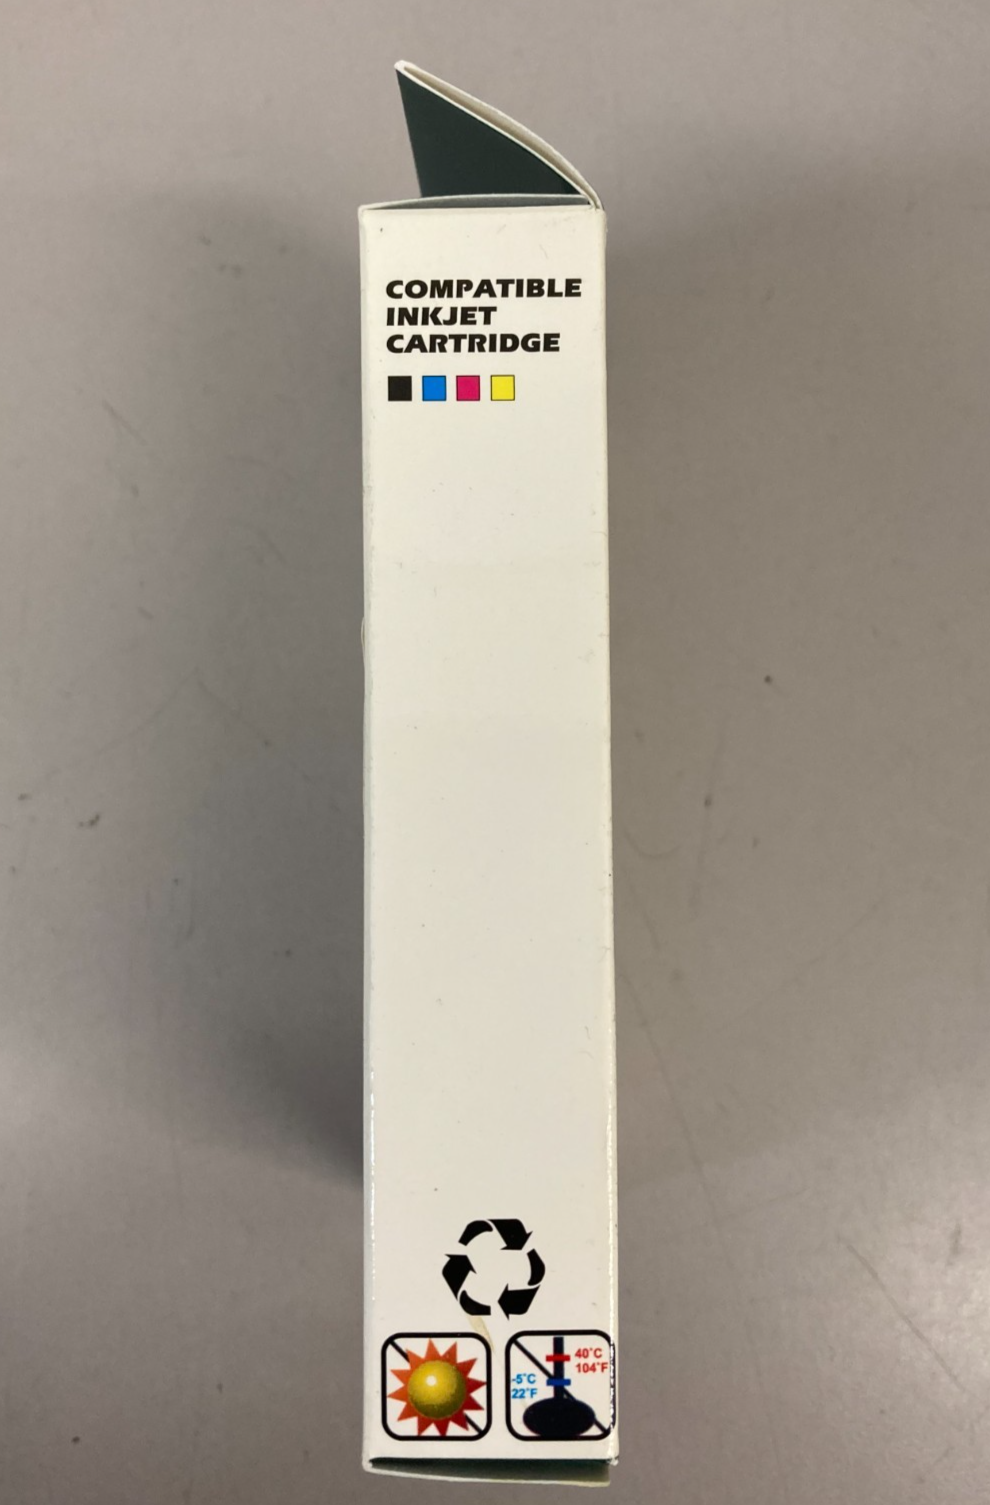 COMPATIBLE
INKJET
CARTRIDGE
40°C
104°F
-5°C
22°F